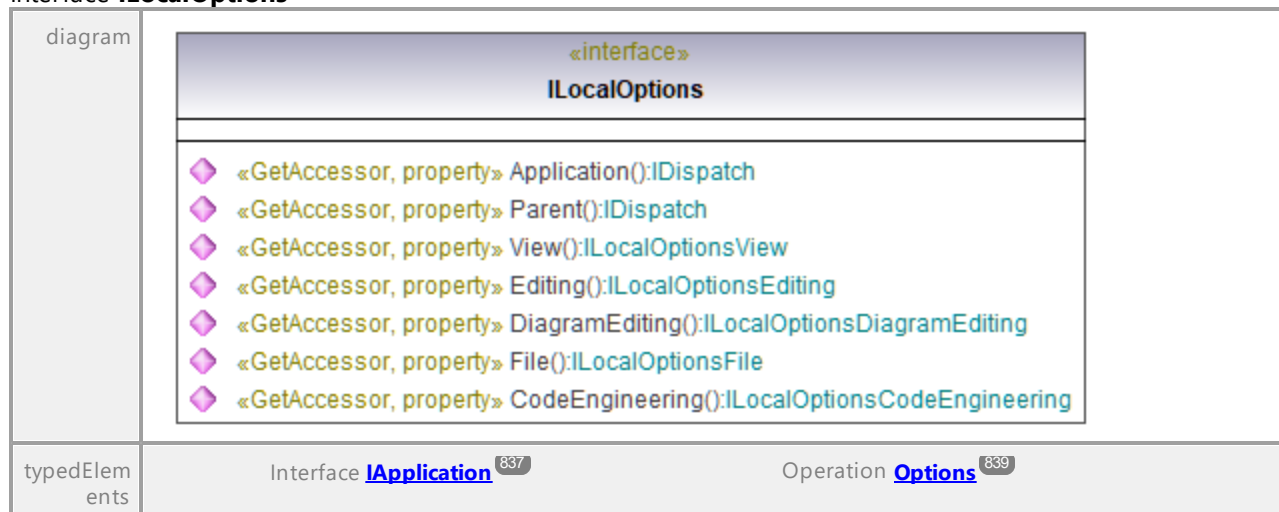 interface ILocalOptions
diagram
«interface»
ILocalOptions
«GetAccessor, property» Application():IDispatch
«GetAccessor, property» Parent():IDispatch
«GetAccessor, property» View():ILocalOptionsView
«GetAccessor, property» Editing():ILocalOptionsEditing
«GetAccessor, property» DiagramEditing():ILocalOptionsDiagramEditing
«GetAccessor, property» File():ILocalOptionsFile
«GetAccessor, property» CodeEngineering():ILocalOptionsCodeEngineering
typedElem Interface IApplication 837 Operation Options 839
ents